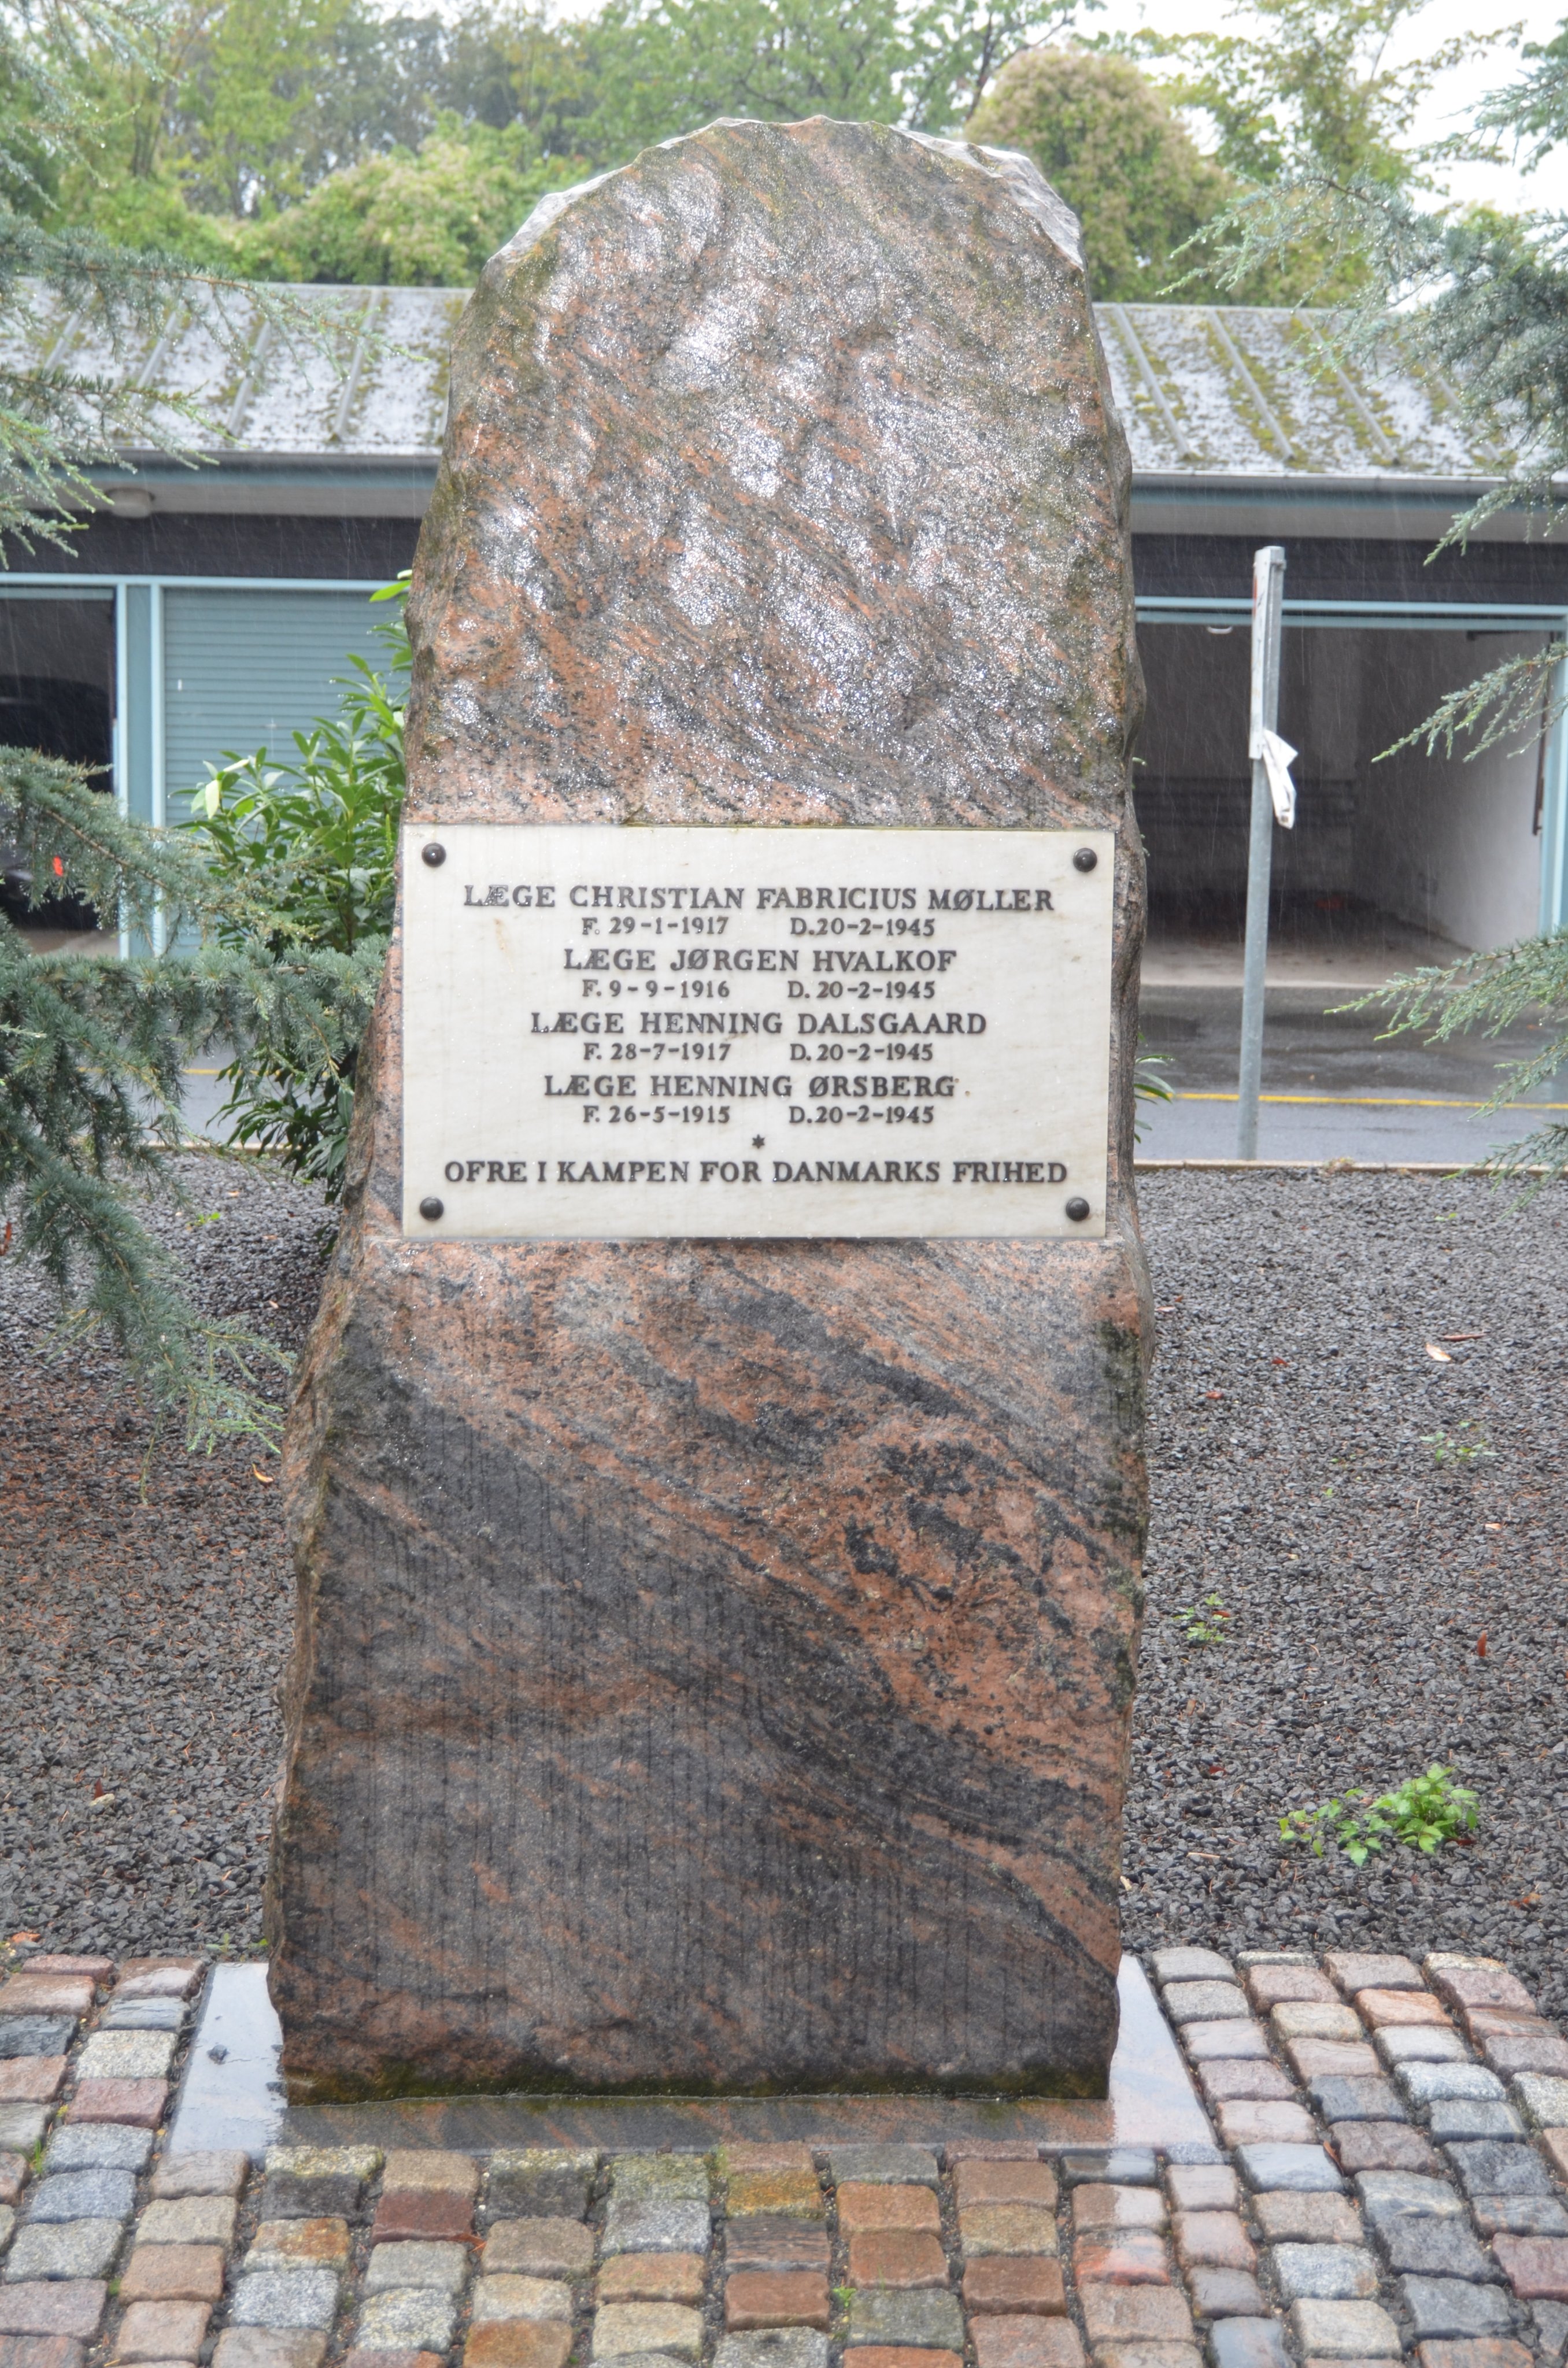 LÆGE CHRISTIAN FABRICIUS MØLLER
F. 29-1-1917 D. 20-2-1945
LÆGE JØRGEN HVALKOF
F. 9-9-1916 D. 20-2-1945
LÆGE HENNING DALSGAARD
F. 28-7-1917 D. 20-2-1945
LÆGE HENNING ØRSBERG
F. 26-5-1915 D. 20-2-1945
*
OFRE I KAMPEN FOR DANMARKS FRIHED